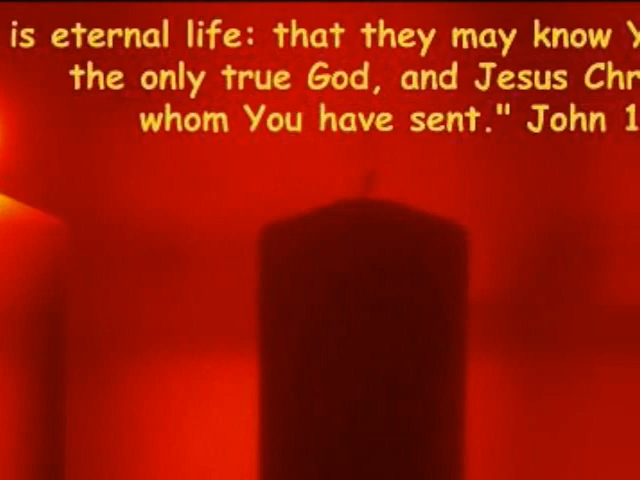 is eternal life: that they may know Y
the only true God, and Jesus Chr
whom You have sent." John 1